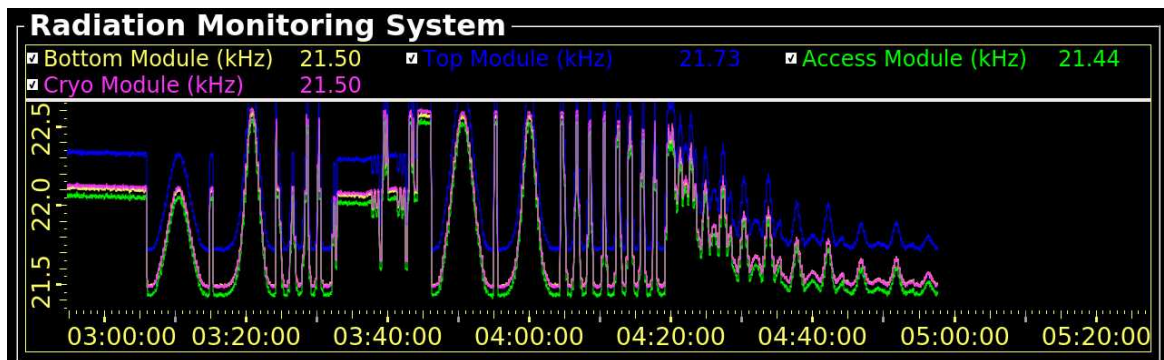 Radiation Monitoring System
Bottom Module (kHz) 21.50 Top Module (kHz) 21.73 Access Module (kHz) 21.44
Cryo Module (kHz) 21.50
22.5
22.0
21.5
03:00:00 03:20:00 03:40:00 04:00:00 04:20:00 04:40:00 05:00:00 05:20:00